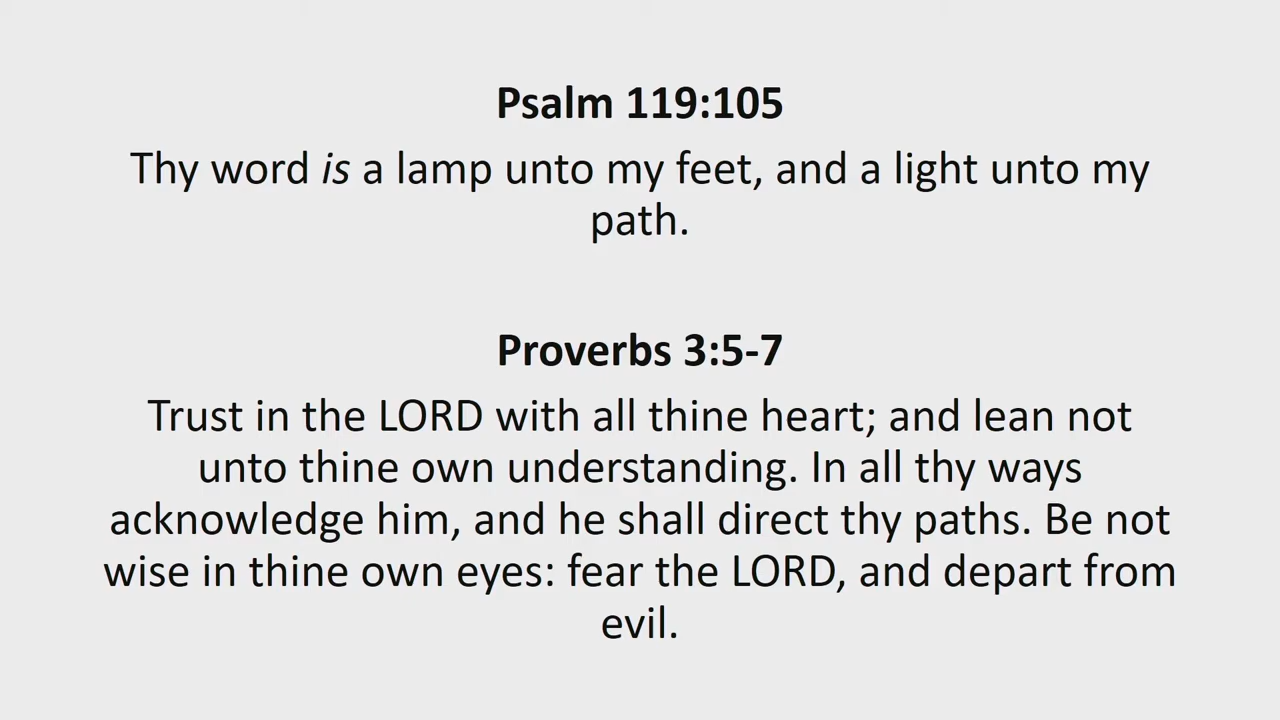 Psalm 119:105
Thy word is a lamp unto my feet, and a light unto my
path.
Proverbs 3:5-7
Trust in the LORD with all thine heart; and lean not
unto thine own understanding. In all thy ways
acknowledge him, and he shall direct thy paths. Be not
wise in thine own eyes: fear the LORD, and depart from
evil.